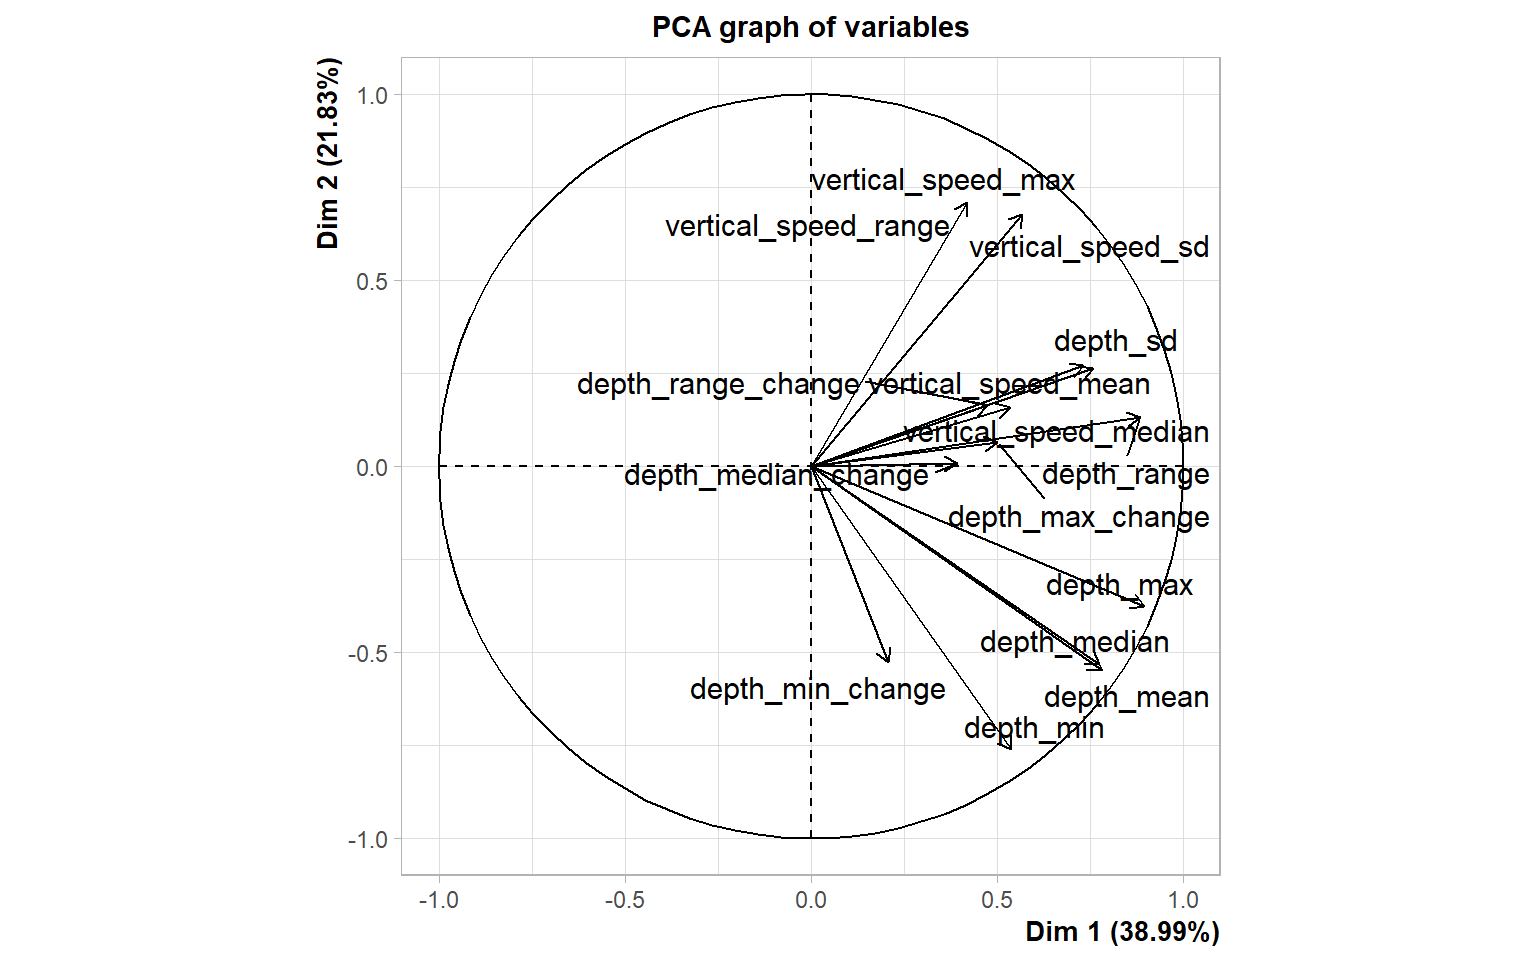 PCA graph of variables
Dim 2 (21.83%)
1.0
0.5
0.0
-0.5
-1.0
vertical_speed_max
vertical_speed_range
vertical_speed_sd
depth_sd
depth_range_change
vertical_speed_mean
vertical_speed_median
depth_median_change
depth_range
depth_max_change
depth_max
depth_median
depth_min_change
depth_mean
depth_min
-1.0
-0.5
0.0
0.5
1.0
Dim 1 (38.99%)